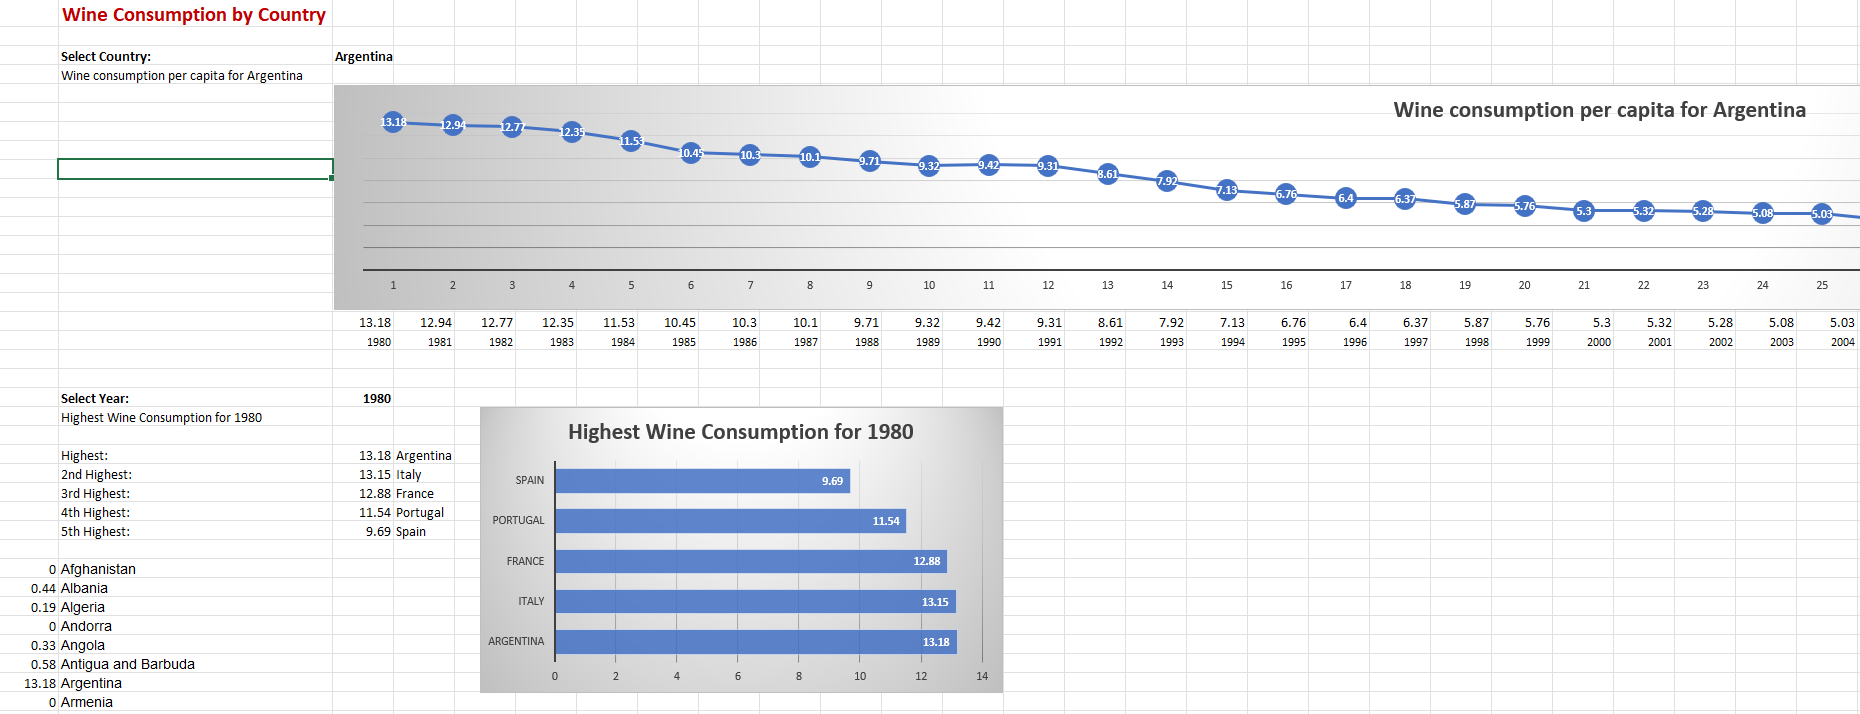 Wine Consumption by Country
Select Country: Argentina
Wine consumption per capita for Argentina
Wine consumption per capita for Argentina
13.18 12.94 12.77 12.35 11.53 10.45 10.3 10.1 9.71 9.32 9.42 9.31 8.61 7.92 7.13 6.76 6.4 6.37 5.87 5.76 5.3 5.32 5.28 5.08 5.03
1 2 3 4 5 6 7 8 9 10 11 12 13 14 15 16 17 18 19 20 21 22 23 24 25
13.18 12.94 12.77 12.35 11.53 10.45 10.3 10.1 9.71 9.32 9.42 9.31 8.61 7.92 7.13 6.76 6.4 6.37 5.87 5.76 5.3 5.32 5.28 5.08 5.03
1980 1981 1982 1983 1984 1985 1986 1987 1988 1989 1990 1991 1992 1993 1994 1995 1996 1997 1998 1999 2000 2001 2002 2003 2004
Select Year: 1980
Highest Wine Consumption for 1980
Highest: 13.18 Argentina
2nd Highest: 13.15 Italy
3rd Highest: 12.88 France
4th Highest: 11.54 Portugal
5th Highest: 9.69 Spain
Highest Wine Consumption for 1980
SPAIN 9.69
PORTUGAL 11.54
FRANCE 12.88
ITALY 13.15
ARGENTINA 13.18
0 2 4 6 8 10 12 14
0 Afghanistan
0.44 Albania
0.19 Algeria
0 Andorra
0.33 Angola
0.58 Antigua and Barbuda
13.18 Argentina
0 Armenia